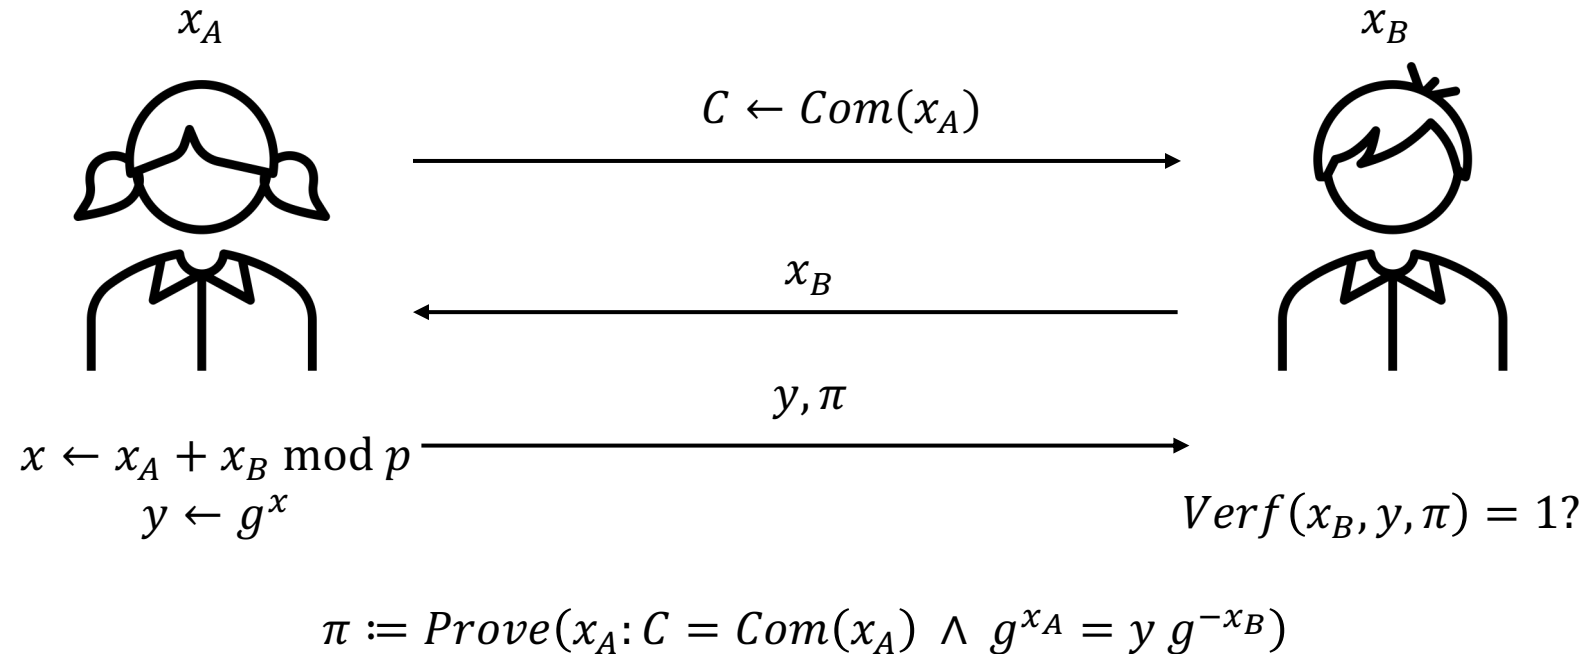 x_A
x_B
C ← Com(x_A)
x_B
y, π
x ← x_A + x_B mod p
y ← g^x
Verf(x_B, y, π) = 1?
π ≔ Prove(x_A: C = Com(x_A) ∧ g^{x_A} = y g^{-x_B})